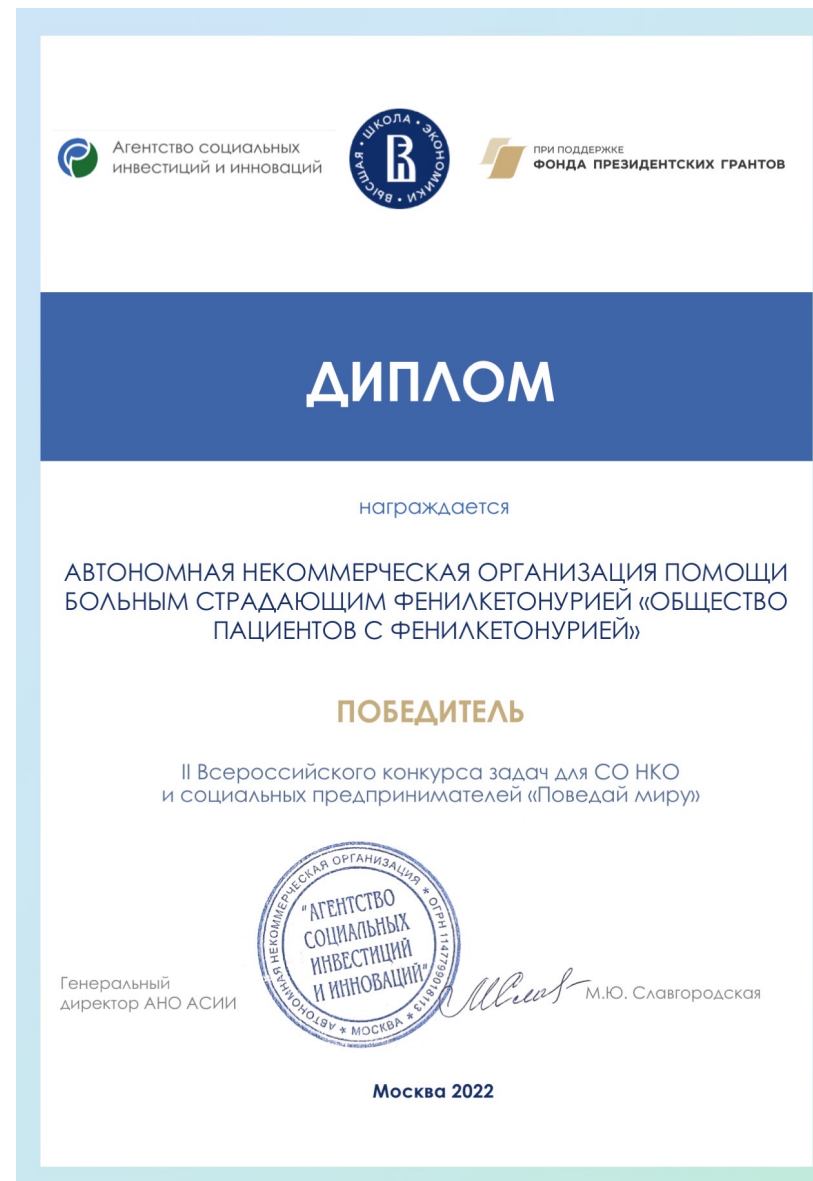 Агентство социальных
инвестиций и инноваций
ВЫСШАЯ • ШКОЛА • ЭКОНОМИКИ •
ПРИ ПОДДЕРЖКЕ
ФОНДА ПРЕЗИДЕНТСКИХ ГРАНТОВ
ДИПЛОМ
награждается
АВТОНОМНАЯ НЕКОММЕРЧЕСКАЯ ОРГАНИЗАЦИЯ ПОМОЩИ
БОЛЬНЫМ СТРАДАЮЩИМ ФЕНИЛКЕТОНУРИЕЙ «ОБЩЕСТВО
ПАЦИЕНТОВ С ФЕНИЛКЕТОНУРИЕЙ»
ПОБЕДИТЕЛЬ
II Всероссийского конкурса задач для СО НКО
и социальных предпринимателей «Поведай миру»
АВТОНОМНАЯ НЕКОММЕРЧЕСКАЯ ОРГАНИЗАЦИЯ * ОГРН 1147799018113 * МОСКВА *
"АГЕНТСТВО
СОЦИАЛЬНЫХ
ИНВЕСТИЦИЙ
И ИННОВАЦИЙ"
Генеральный
директор АНО АСИИ
М.Ю. Славгородская
Москва 2022